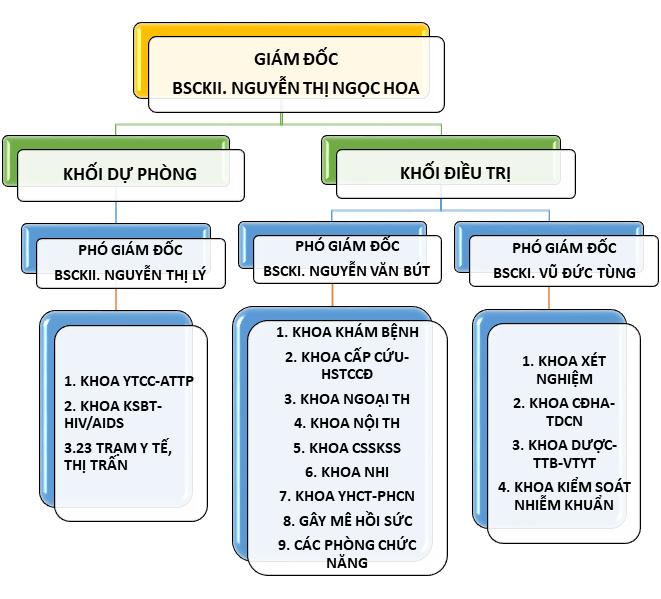 GIÁM ĐỐC
BSCKII. NGUYỄN THỊ NGỌC HOA
KHỐI DỰ PHÒNG
KHỐI ĐIỀU TRỊ
PHÓ GIÁM ĐỐC
BSCKII. NGUYỄN THỊ LÝ
PHÓ GIÁM ĐỐC
BSCKI. NGUYỄN VĂN BÚT
PHÓ GIÁM ĐỐC
BSCKI. VŨ ĐỨC TÙNG
1. KHOA YTCC-ATTP
2. KHOA KSBT-
HIV/AIDS
3.23 TRẠM Y TẾ,
THỊ TRẤN
1. KHOA KHÁM BỆNH
2. KHOA CẤP CỨU-
HSTCCĐ
3. KHOA NGOẠI TH
4. KHOA NỘI TH
5. KHOA CSSKSS
6. KHOA NHI
7. KHOA YHCT-PHCN
8. GÂY MÊ HỒI SỨC
9. CÁC PHÒNG CHỨC
NĂNG
1. KHOA XÉT
NGHIỆM
2. KHOA CĐHA-
TDCN
3. KHOA DƯỢC-
TTB-VTYT
4. KHOA KIỂM SOÁT
NHIỄM KHUẨN